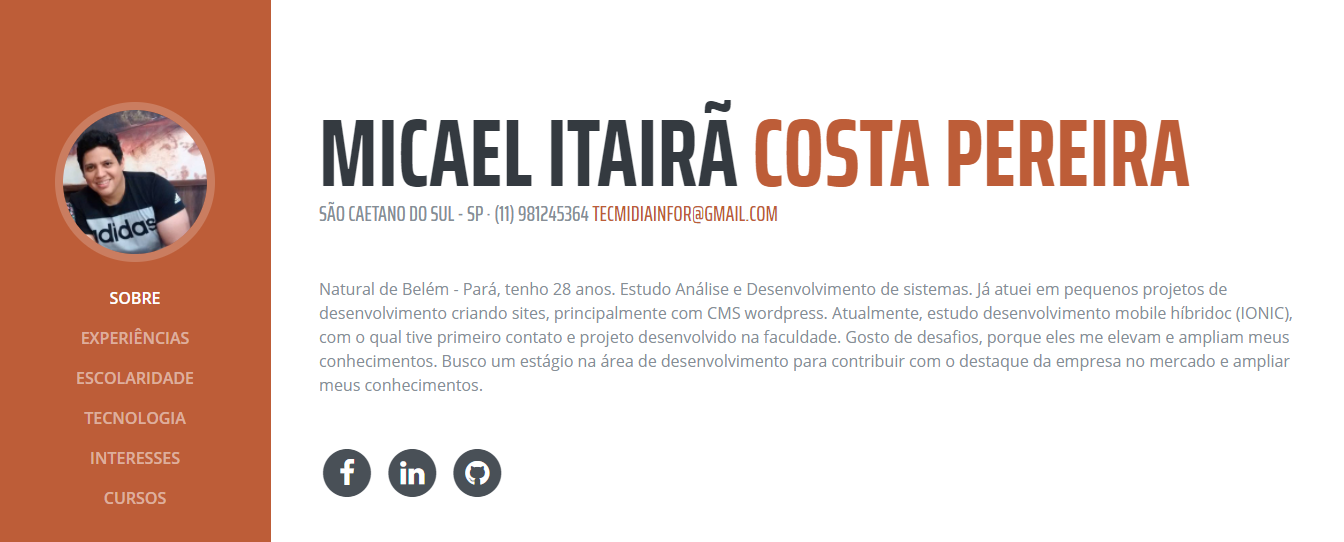 MICAEL ITAIRÃ COSTA PEREIRA
SÃO CAETANO DO SUL - SP · (11) 981245364 TECMIDIAINFOR@GMAIL.COM
adidas
SOBRE
EXPERIÊNCIAS
ESCOLARIDADE
TECNOLOGIA
INTERESSES
CURSOS
Natural de Belém - Pará, tenho 28 anos. Estudo Análise e Desenvolvimento de sistemas. Já atuei em pequenos projetos de
desenvolvimento criando sites, principalmente com CMS wordpress. Atualmente, estudo desenvolvimento mobile híbridoc (IONIC),
com o qual tive primeiro contato e projeto desenvolvido na faculdade. Gosto de desafios, porque eles me elevam e ampliam meus
conhecimentos. Busco um estágio na área de desenvolvimento para contribuir com o destaque da empresa no mercado e ampliar
meus conhecimentos.
f
in